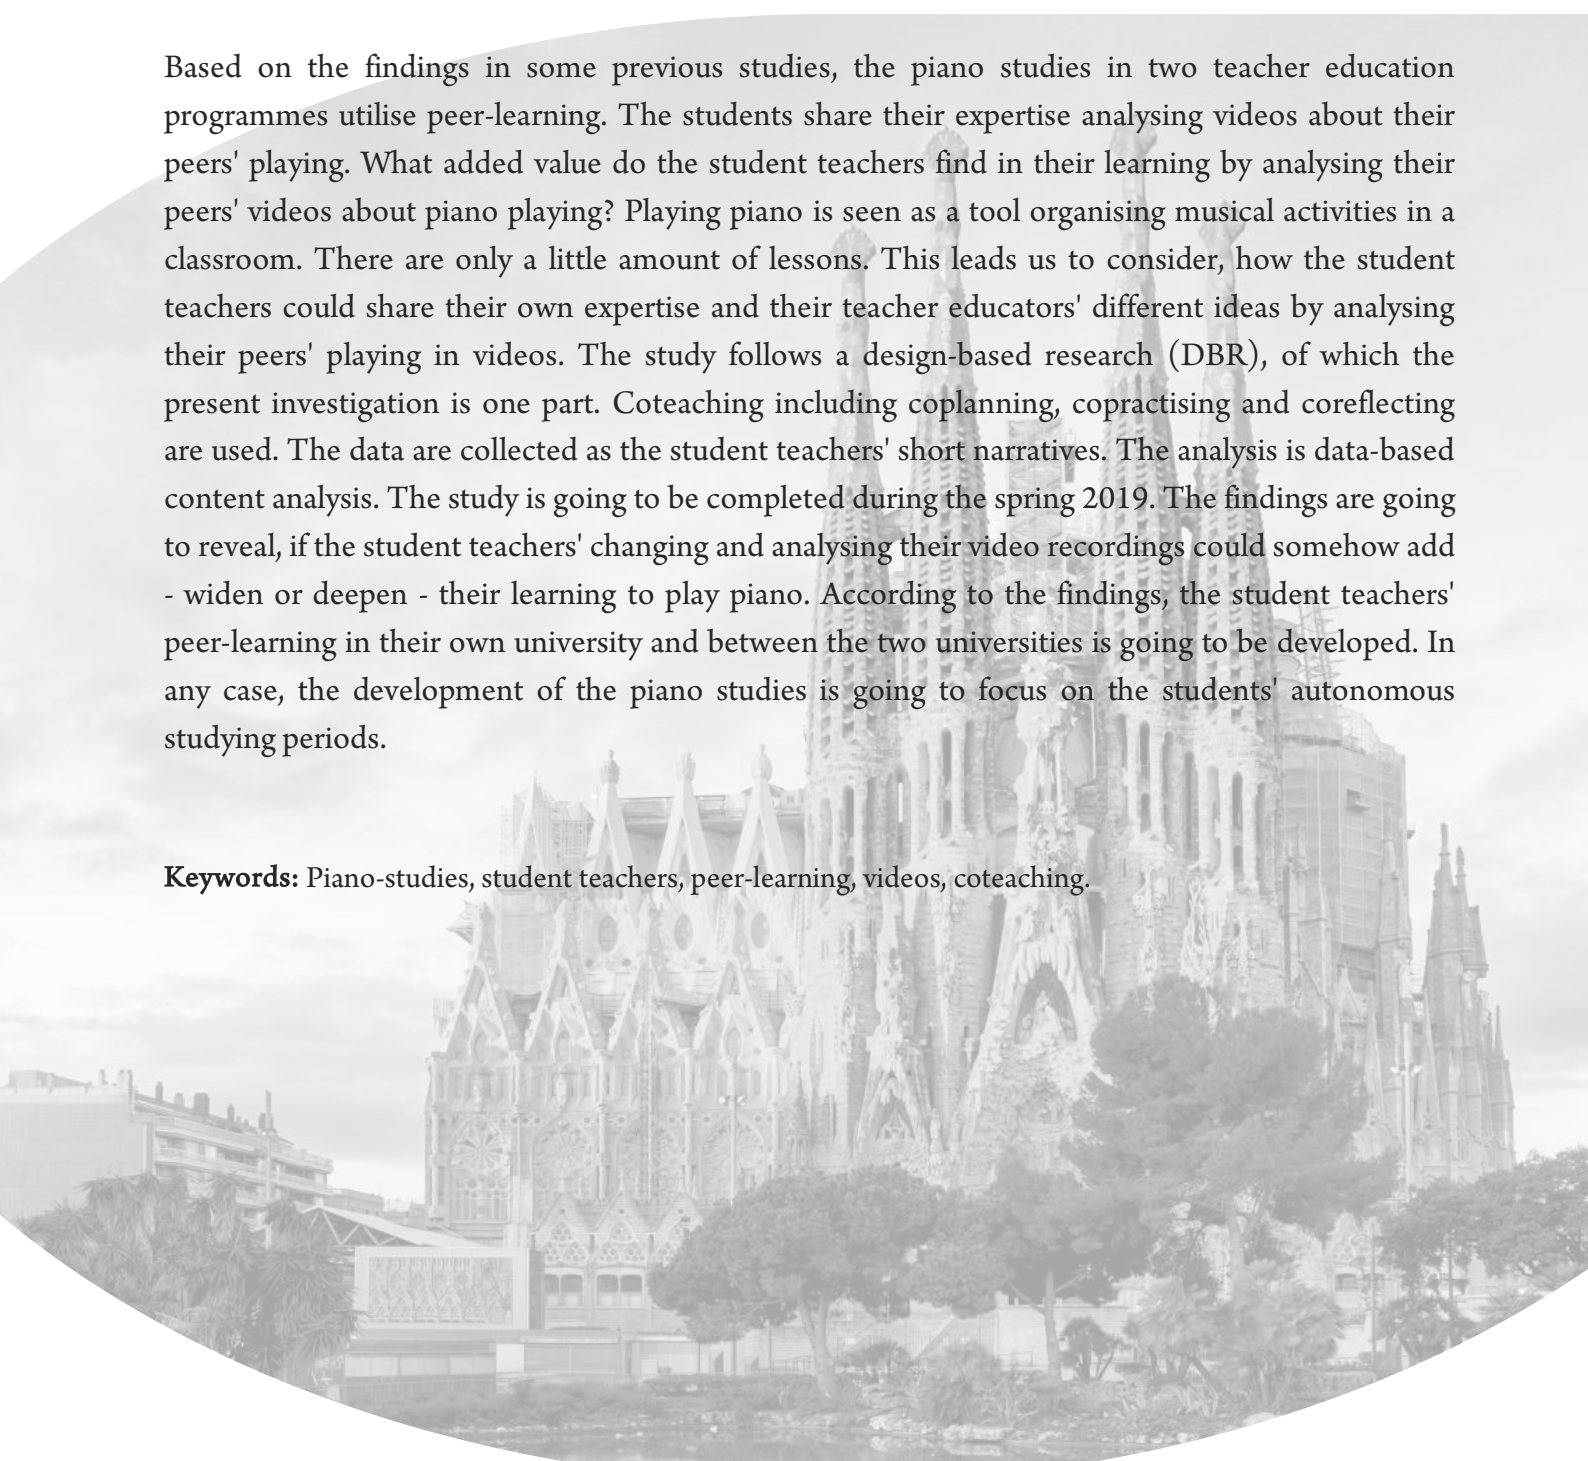 Based on the findings in some previous studies, the piano studies in two teacher education
programmes utilise peer-learning. The students share their expertise analysing videos about their
peers' playing. What added value do the student teachers find in their learning by analysing their
peers' videos about piano playing? Playing piano is seen as a tool organising musical activities in a
classroom. There are only a little amount of lessons. This leads us to consider, how the student
teachers could share their own expertise and their teacher educators' different ideas by analysing
their peers' playing in videos. The study follows a design-based research (DBR), of which the
present investigation is one part. Coteaching including coplanning, copractising and coreflecting
are used. The data are collected as the student teachers' short narratives. The analysis is data-based
content analysis. The study is going to be completed during the spring 2019. The findings are going
to reveal, if the student teachers' changing and analysing their video recordings could somehow add
- widen or deepen - their learning to play piano. According to the findings, the student teachers'
peer-learning in their own university and between the two universities is going to be developed. In
any case, the development of the piano studies is going to focus on the students' autonomous
studying periods.
Keywords: Piano-studies, student teachers, peer-learning, videos, coteaching.